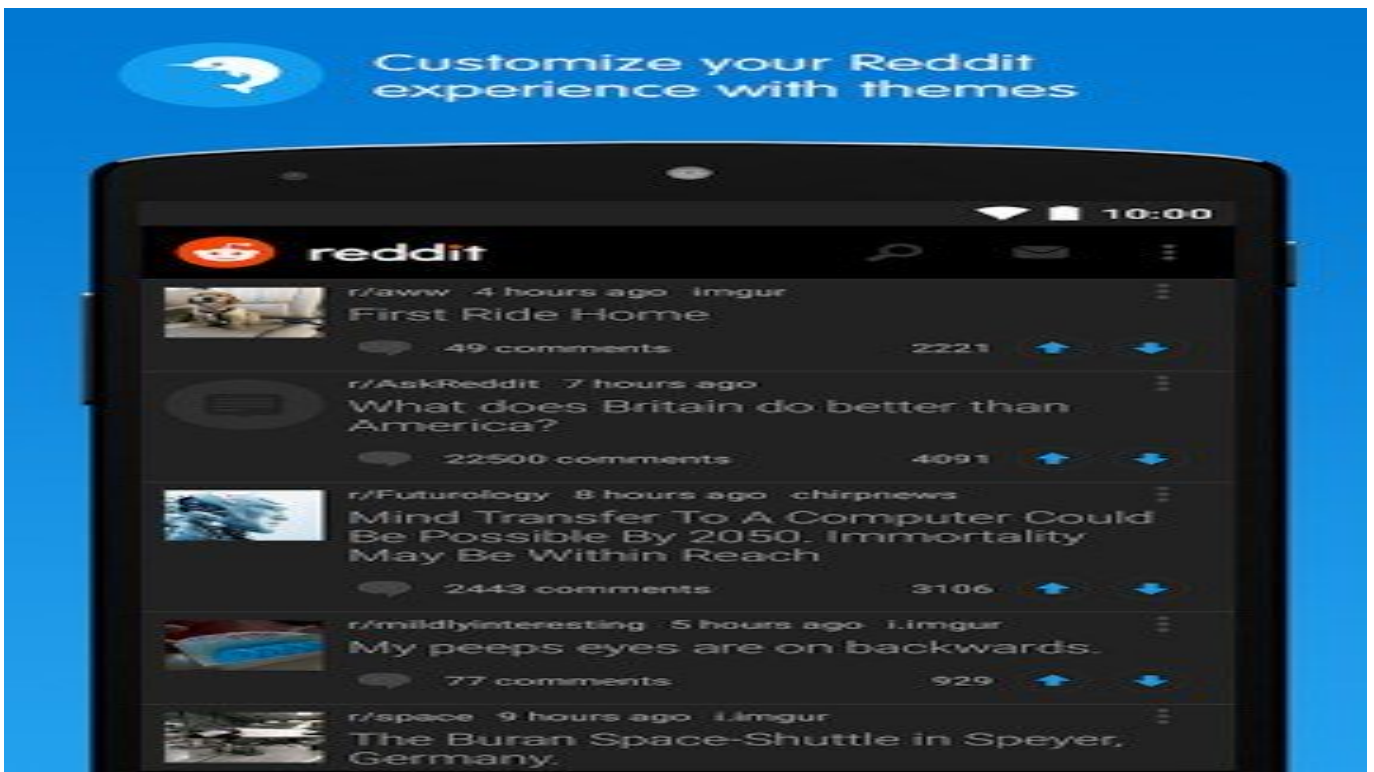 Customize your Reddit
experience with themes
10:00
reddit
r/aww 4 hours ago imgur
First Ride Home
49 comments 2221
r/AskReddit 7 hours ago
What does Britain do better than
America?
22500 comments 4091
r/Futurology 8 hours ago chirpnews
Mind Transfer To A Computer Could
Be Possible By 2050. Immortality
May Be Within Reach
2443 comments 3106
r/mildlyinteresting 5 hours ago i.imgur
My peeps eyes are on backwards.
77 comments 929
r/space 9 hours ago i.imgur
The Buran Space-Shuttle in Speyer,
Germany.